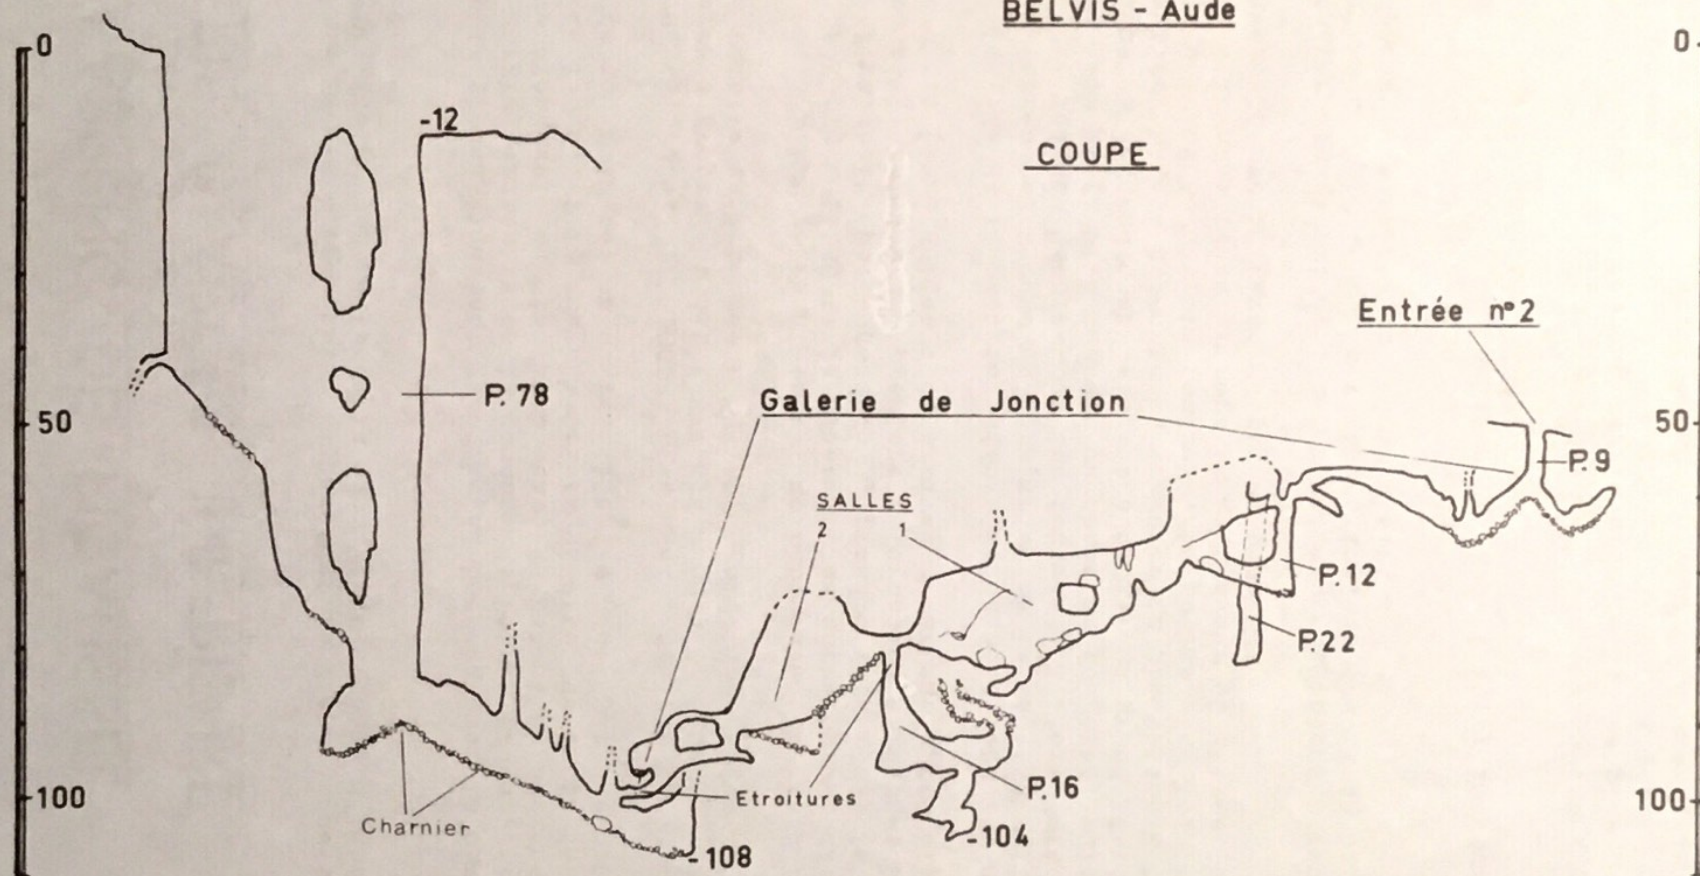 BELVIS - Aude
0
0
-12
COUPE
Entrée nº2
P. 78
Galerie de Jonction
50
50
P.9
SALLES
2 1
P.12
P.22
100
Etroitures
P.16
100
Charnier
-108
-104